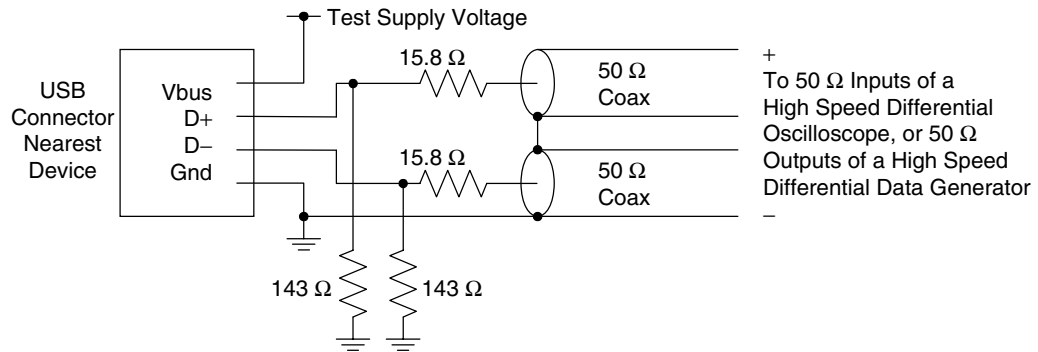 Test Supply Voltage
USB
Connector
Nearest
Device
Vbus
D+
D−
Gnd
15.8 Ω
50 Ω
Coax
15.8 Ω
50 Ω
Coax
+
To 50 Ω Inputs of a
High Speed Differential
Oscilloscope, or 50 Ω
Outputs of a High Speed
Differential Data Generator
−
143 Ω
143 Ω